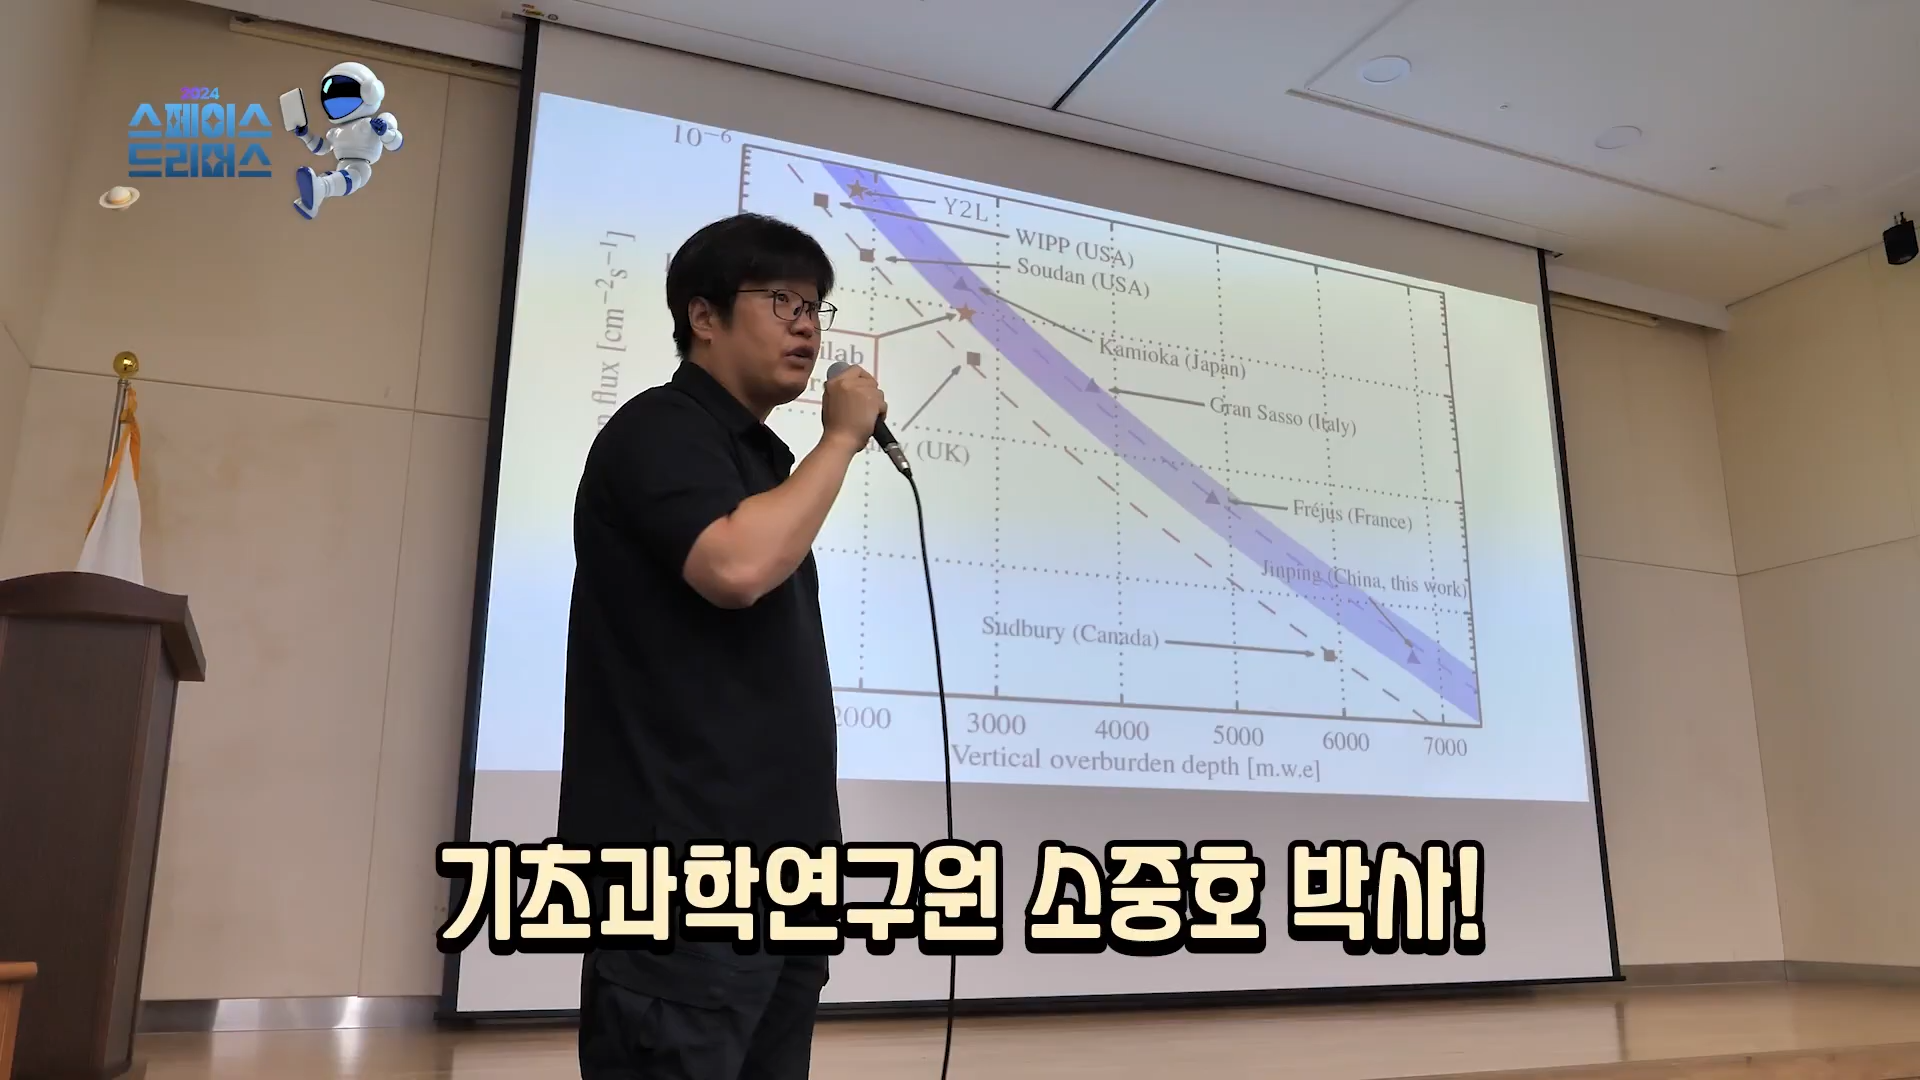 2024
스페이스
드리머스
10⁻⁶
Y2L
WIPP (USA)
Soudan (USA)
Kamioka (Japan)
flux [cm⁻²s⁻¹]
Gran Sasso (Italy)
(UK)
Fréjus (France)
Jinping (China, this work)
Sudbury (Canada)
2000 3000 4000 5000 6000 7000
Vertical overburden depth [m.w.e]
기초과학연구원 소중호 박사!